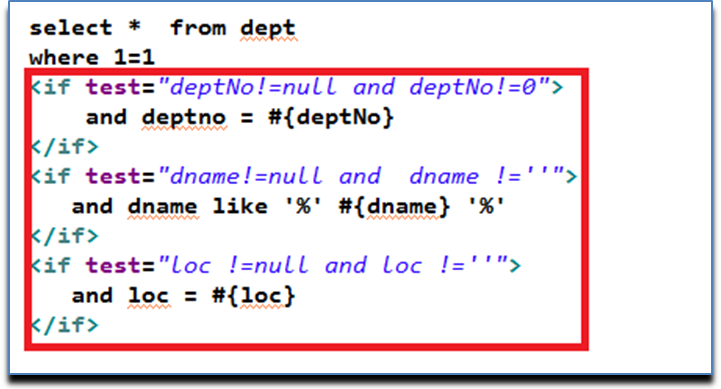 select *  from dept
where 1=1
<if test="deptNo!=null and deptNo!=0">
    and deptno = #{deptNo}
</if>
<if test="dname!=null and  dname !=''">
   and dname like '%' #{dname} '%'
</if>
<if test="loc !=null and loc !=''">
   and loc = #{loc}
</if>